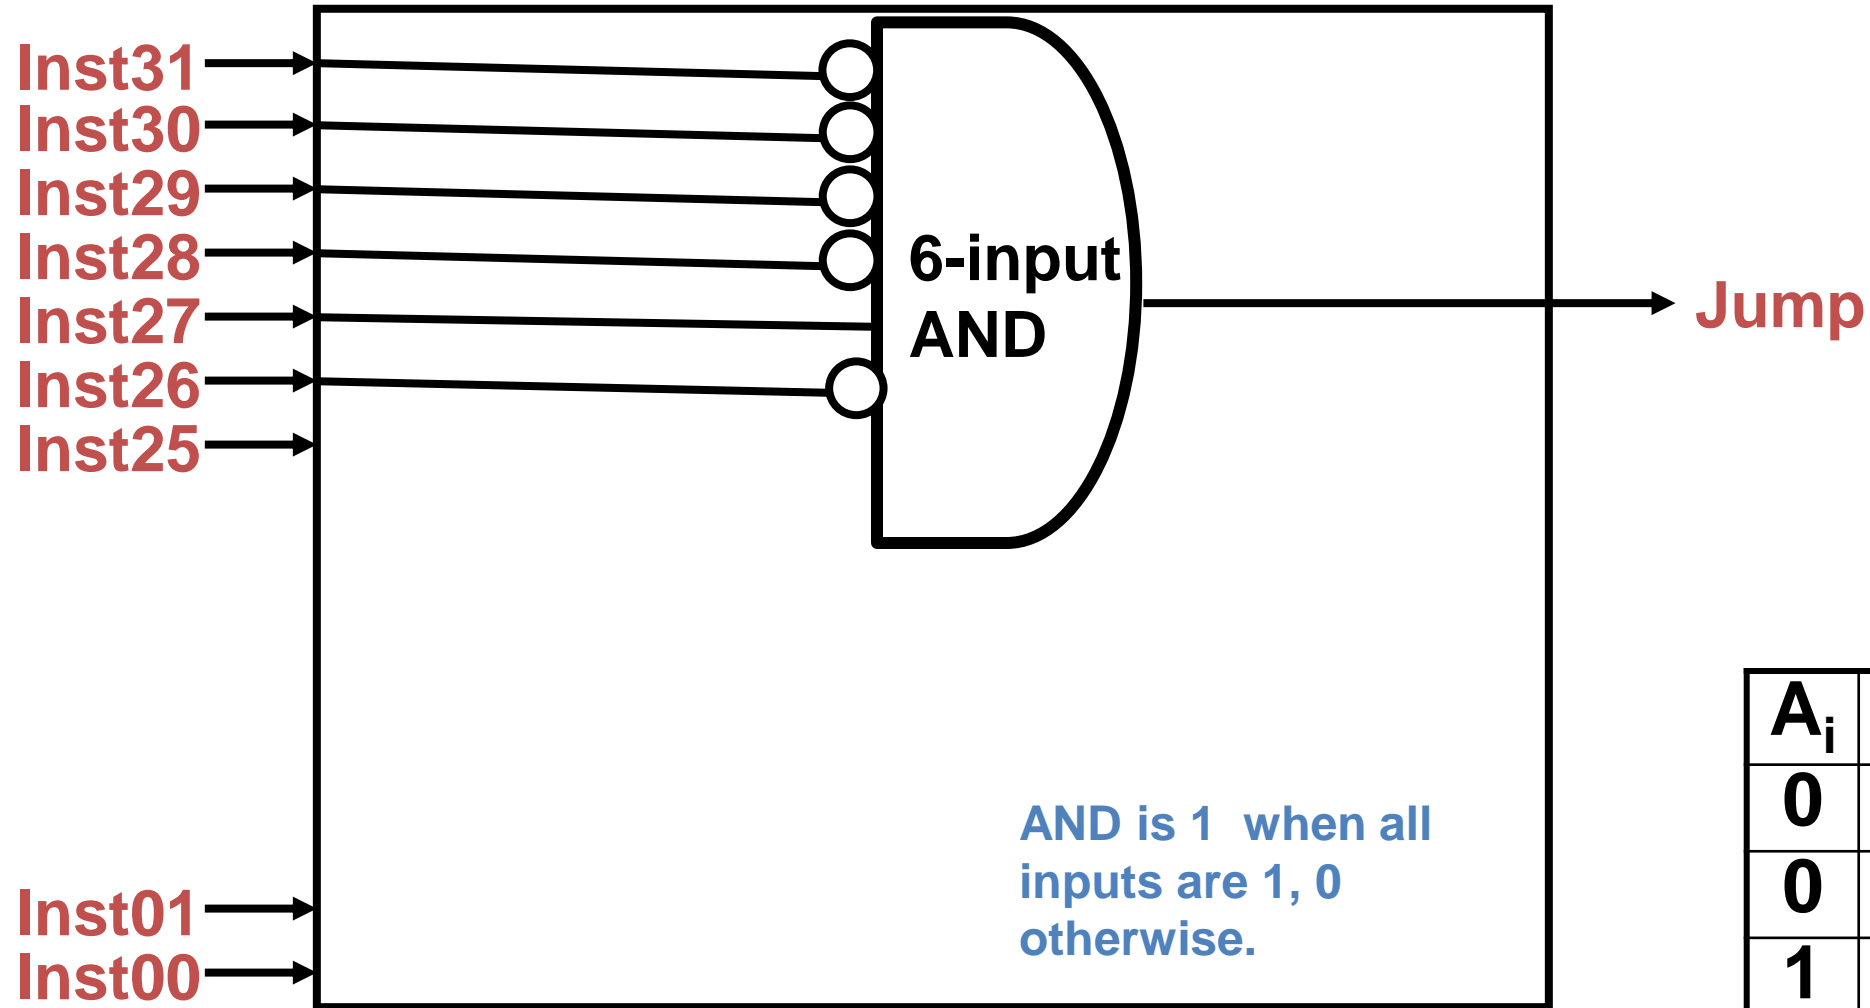 Inst31
Inst30
Inst29
Inst28
Inst27
Inst26
Inst25
6-input
AND
Jump
AND is 1 when all
inputs are 1, 0
otherwise.
Inst01
Inst00
Ai
0
0
1